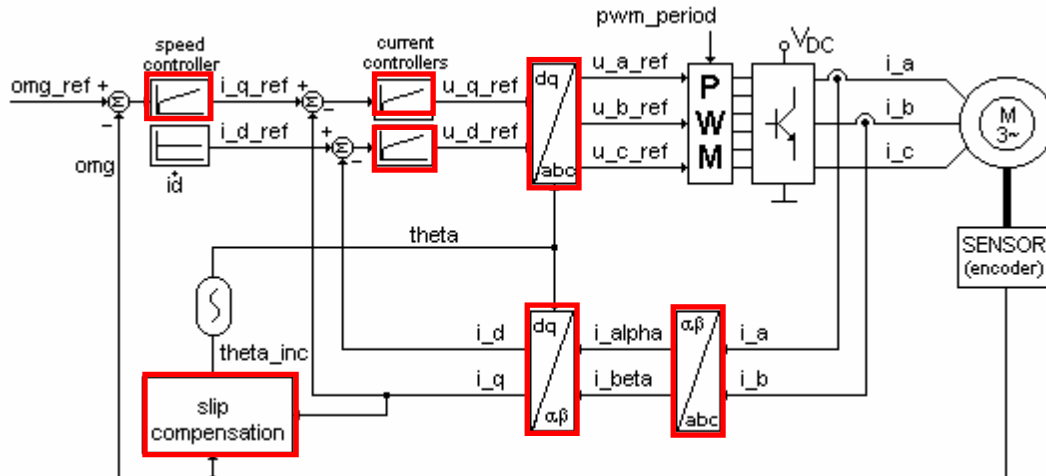 pwm_period
speed
controller
current
controllers
V DC
omg_ref
+
Σ
−
i_q_ref
+
Σ
−
u_q_ref
dq
abc
u_a_ref
P
W
M
i_a
i_d_ref
+
Σ
−
u_d_ref
u_b_ref
i_b
M
3~
omg
id*
u_c_ref
i_c
theta
SENSOR
(encoder)
i_d
dq
αβ
i_alpha
αβ
abc
i_a
theta_inc
i_q
i_beta
i_b
slip
compensation